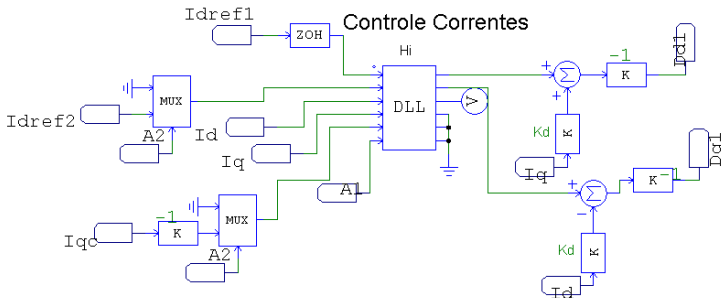 Idref1
ZOH
Controle Correntes
Hi
Dd1
-1
K
Σ
MUX
Idref2
A2
Id
DLL
V
Kd
K
Iq
Iq
Dq1
A1
-1
K
Σ
-1
K
Iqc
MUX
A2
Kd
K
Id